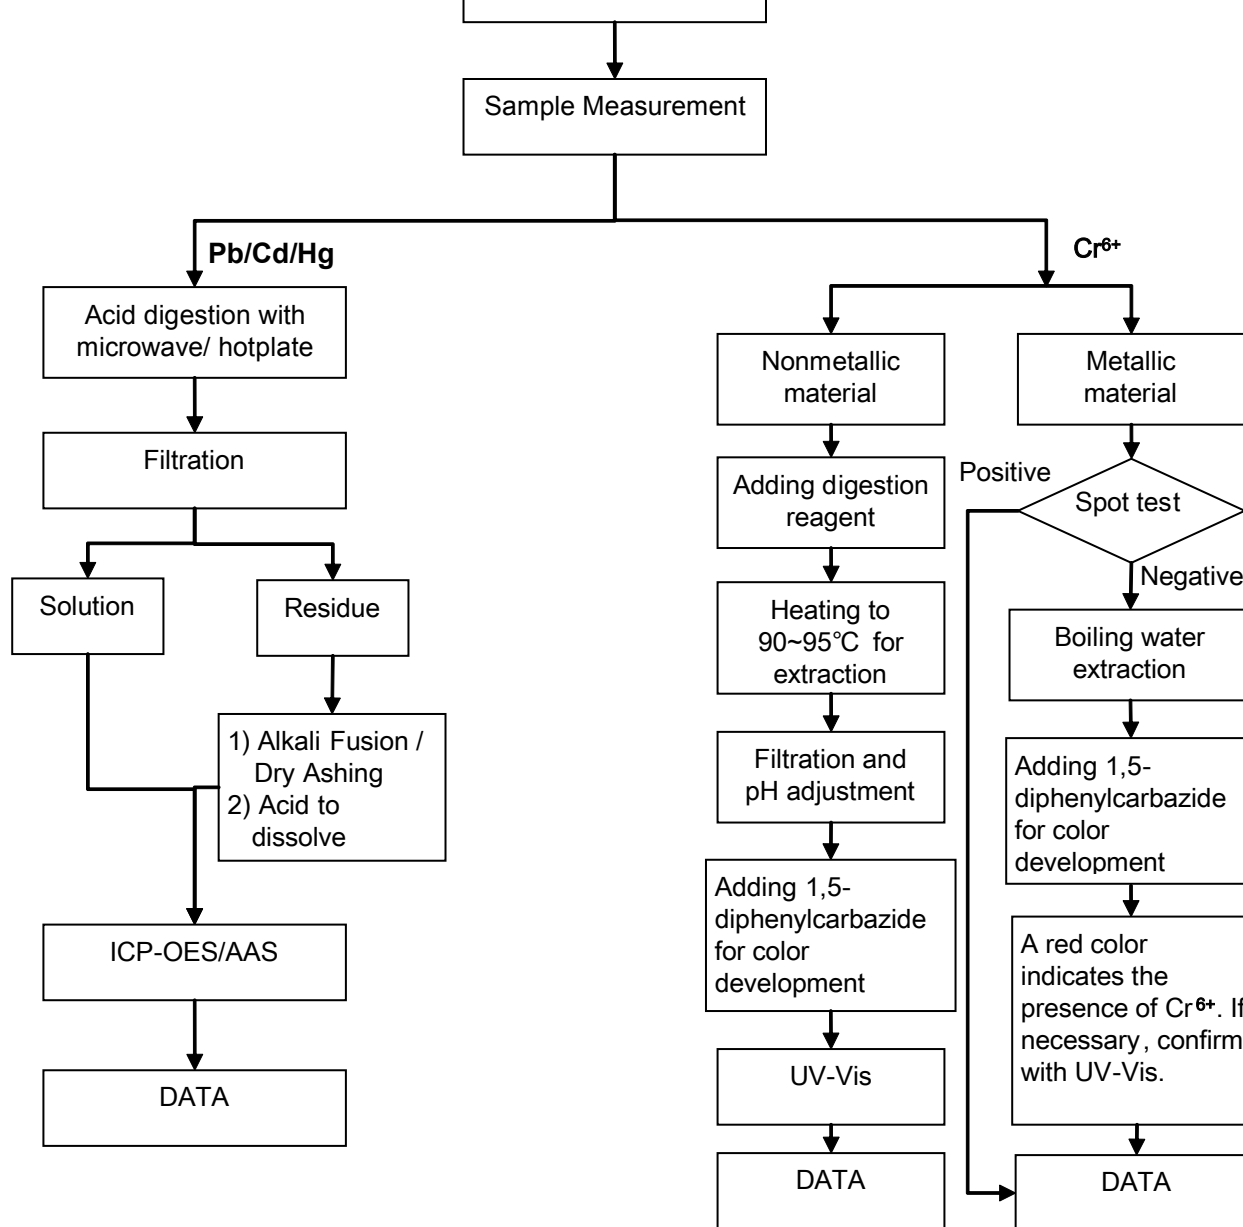 Sample Measurement
Pb/Cd/Hg
Acid digestion with
microwave/ hotplate
Filtration
Solution
Residue
1) Alkali Fusion /
Dry Ashing
2) Acid to
dissolve
ICP-OES/AAS
DATA
Cr⁶⁺
Nonmetallic
material
Adding digestion
reagent
Heating to
90~95℃ for
extraction
Filtration and
pH adjustment
Adding 1,5-
diphenylcarbazide
for color
development
UV-Vis
DATA
Metallic
material
Positive
Spot test
Negative
Boiling water
extraction
Adding 1,5-
diphenylcarbazide
for color
development
A red color
indicates the
presence of Cr⁶⁺. If
necessary, confirm
with UV-Vis.
DATA